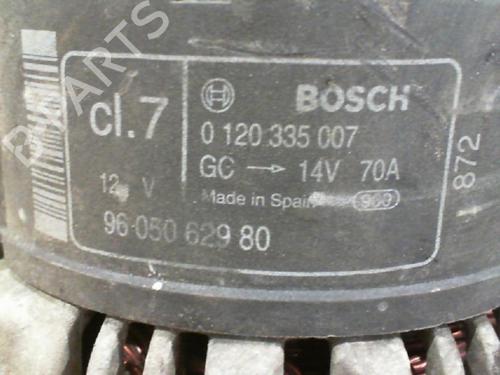 B-PARTS
cl.7
BOSCH
0 120 335 007
GC → 14V 70A
12 V
Made in Spain
96 050 629 80
872